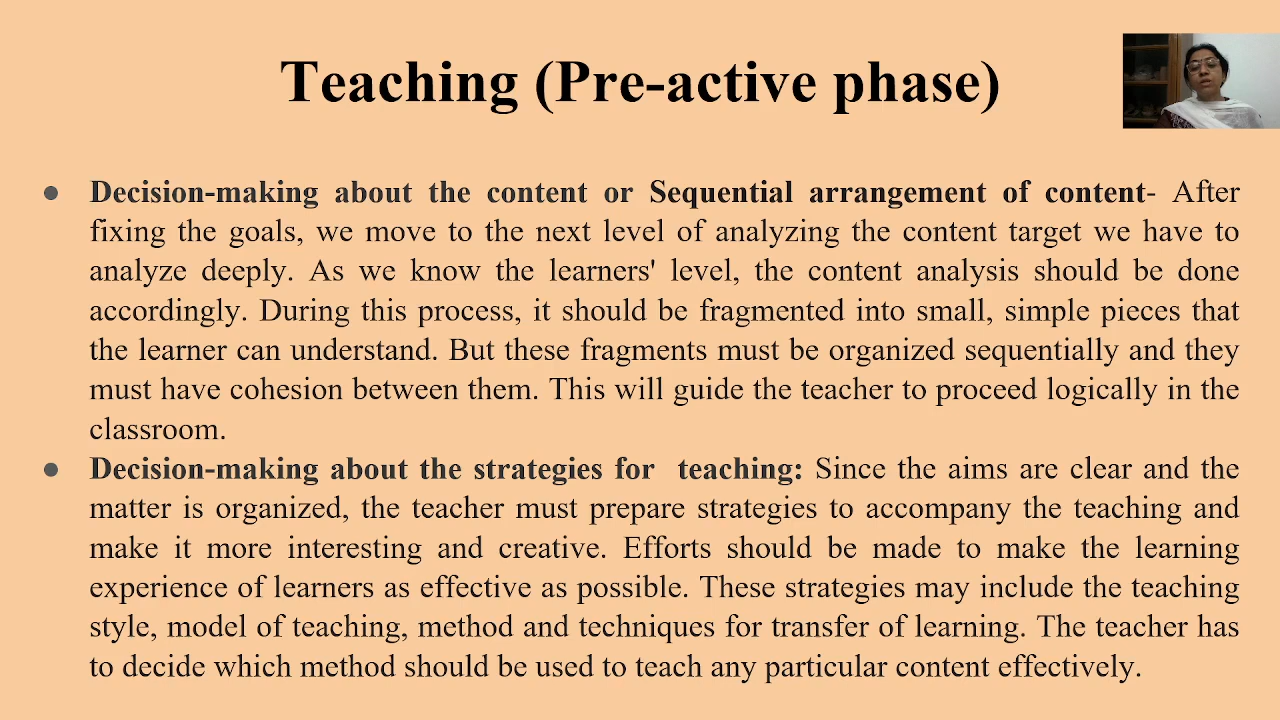 Teaching (Pre-active phase)
● Decision-making about the content or Sequential arrangement of content- After
fixing the goals, we move to the next level of analyzing the content target we have to
analyze deeply. As we know the learners' level, the content analysis should be done
accordingly. During this process, it should be fragmented into small, simple pieces that
the learner can understand. But these fragments must be organized sequentially and they
must have cohesion between them. This will guide the teacher to proceed logically in the
classroom.
● Decision-making about the strategies for teaching: Since the aims are clear and the
matter is organized, the teacher must prepare strategies to accompany the teaching and
make it more interesting and creative. Efforts should be made to make the learning
experience of learners as effective as possible. These strategies may include the teaching
style, model of teaching, method and techniques for transfer of learning. The teacher has
to decide which method should be used to teach any particular content effectively.